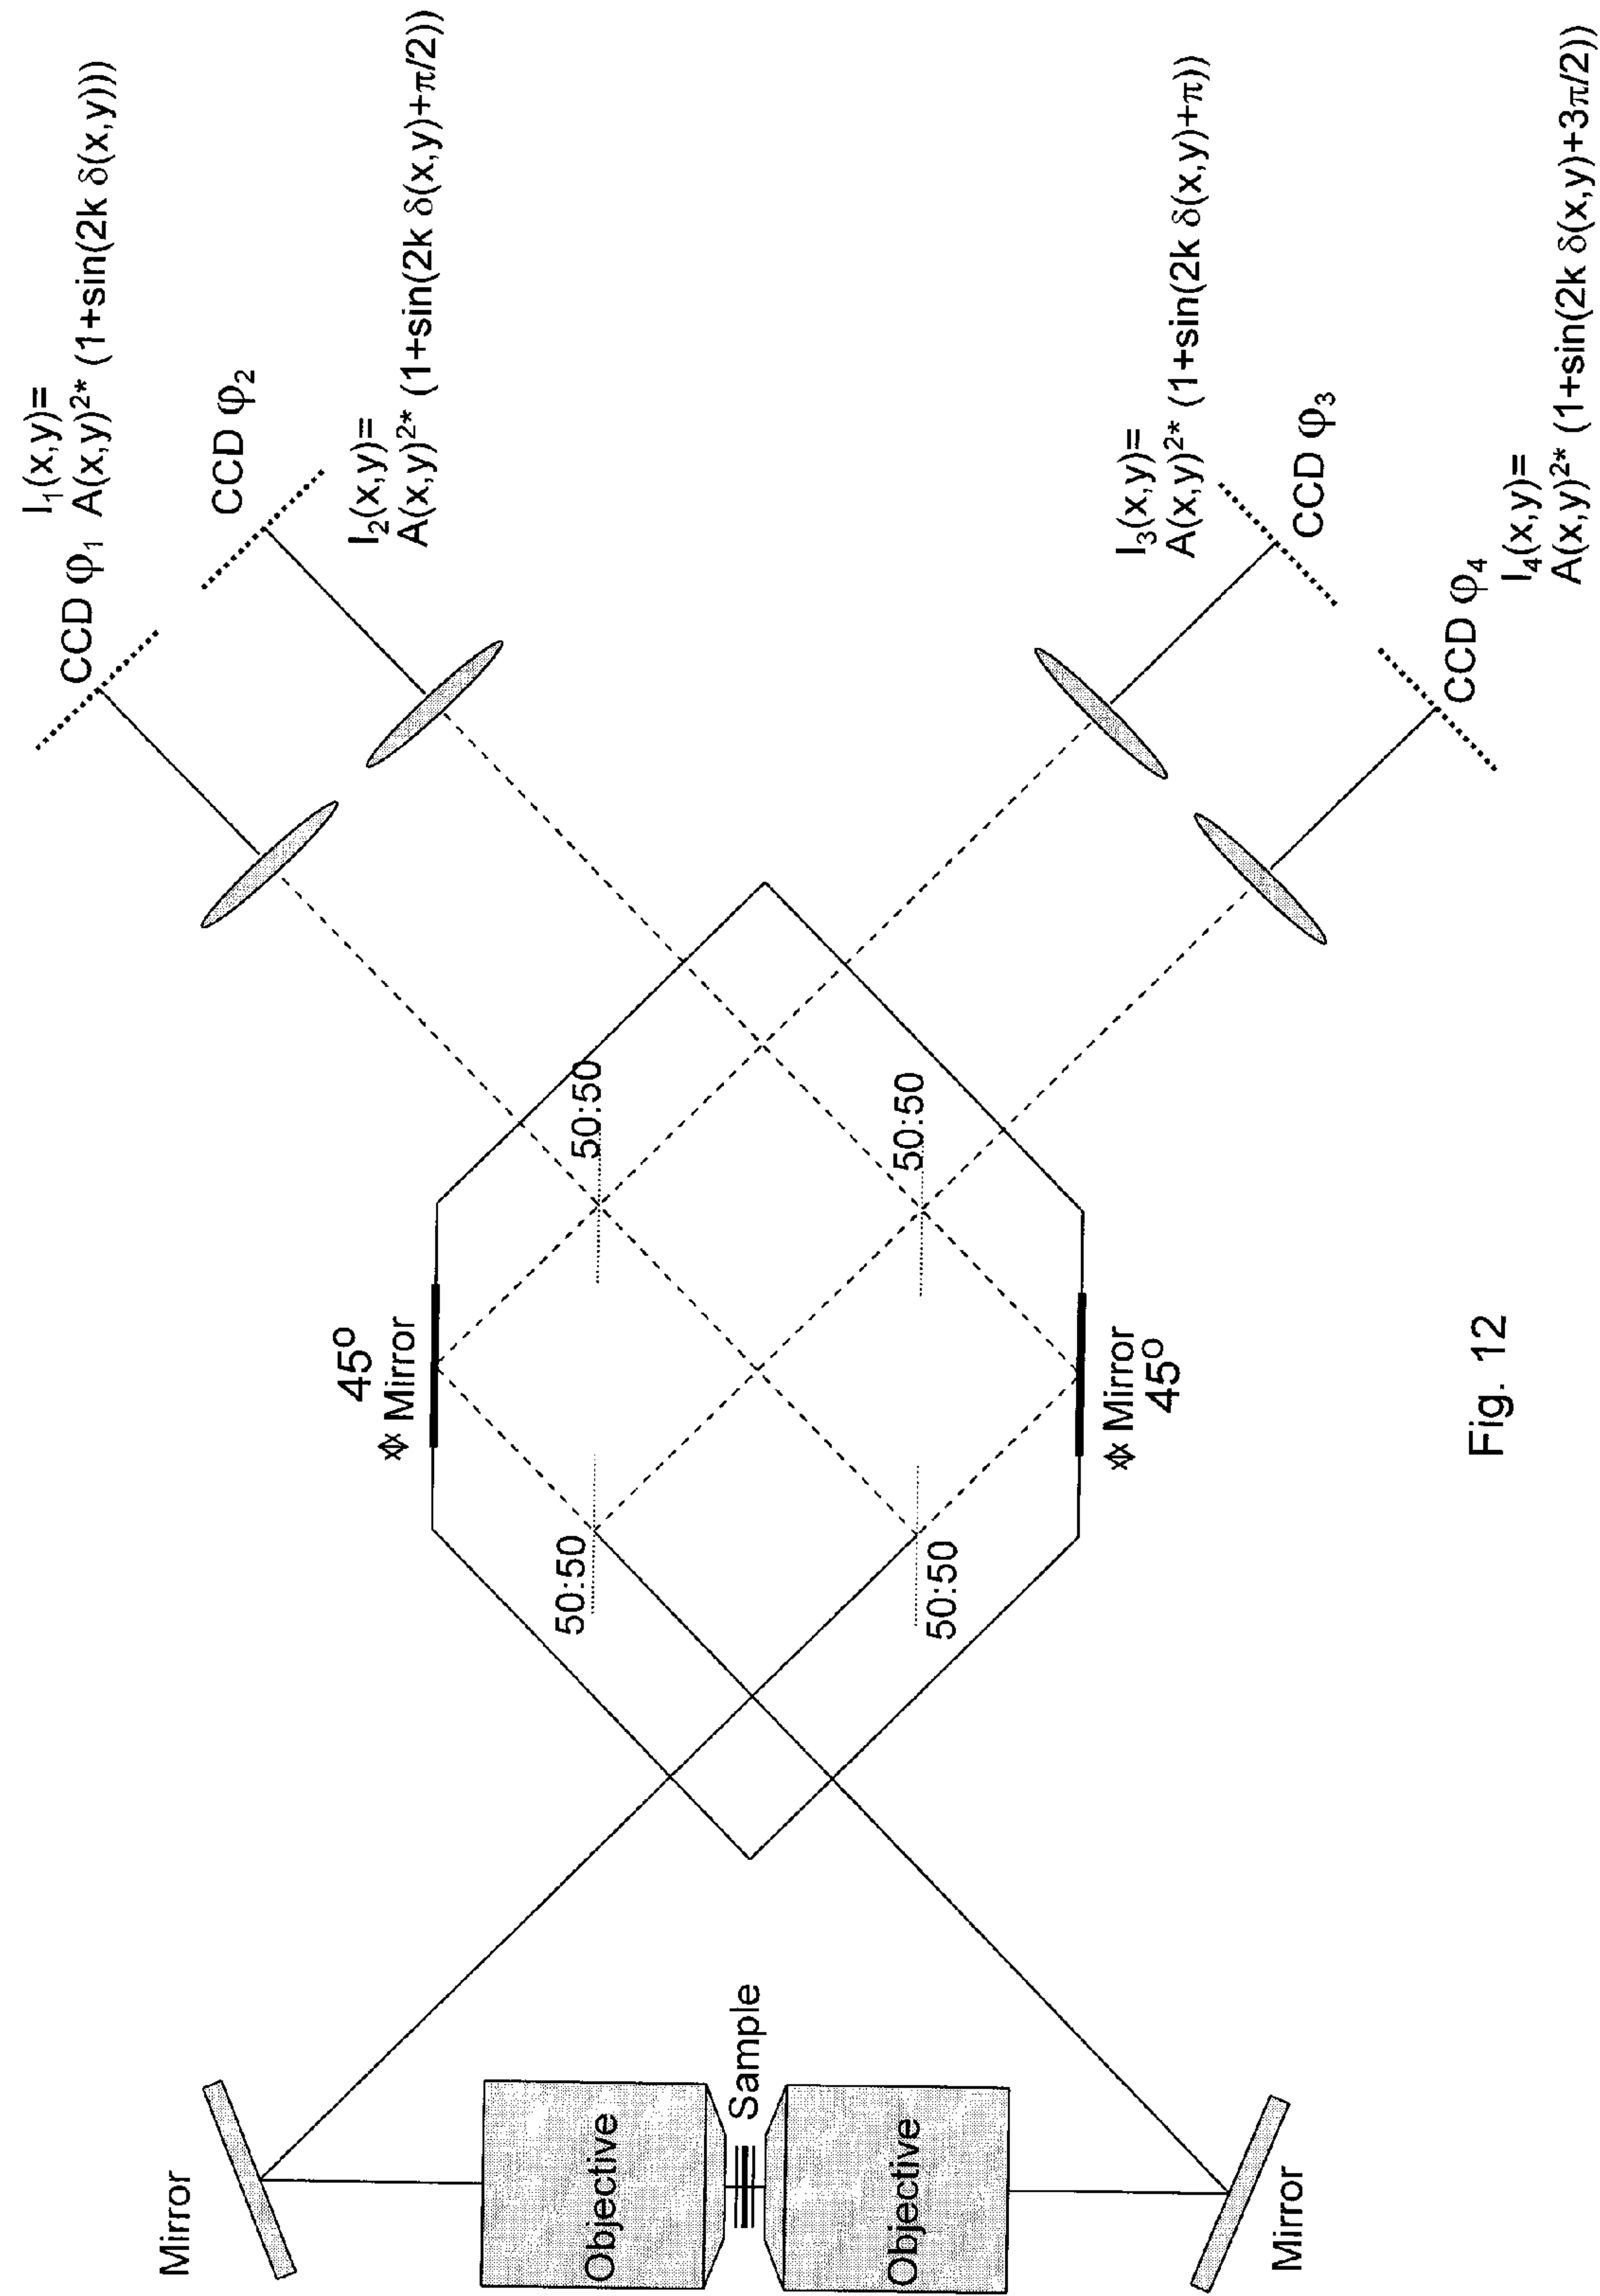 I₁(x,y)=
CCD φ₁ A(x,y)²* (1+sin(2k δ(x,y)))
CCD φ₂
I₂(x,y)=
A(x,y)²* (1+sin(2k δ(x,y)+π/2))
I₃(x,y)=
A(x,y)²* (1+sin(2k δ(x,y)+π))
CCD φ₃
CCD φ₄
I₄(x,y)=
A(x,y)²* (1+sin(2k δ(x,y)+3π/2))
50:50
50:50
45º
Mirror
Mirror
45º
50:50
50:50
Mirror
Objective
Sample
Objective
Mirror
Fig. 12